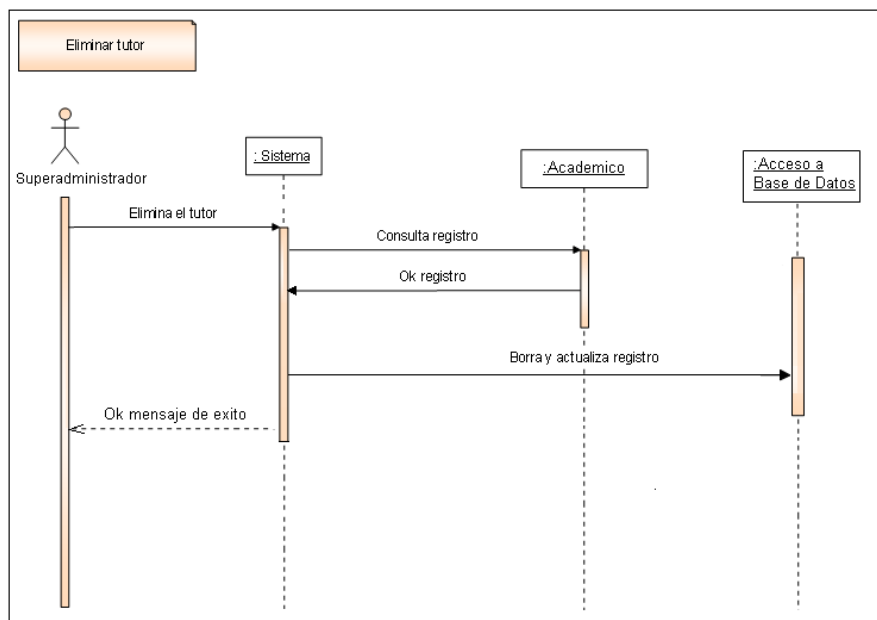 Eliminar tutor
Superadministrador
: Sistema
:Academico
:Acceso a
Base de Datos
Elimina el tutor
Consulta registro
Ok registro
Borra y actualiza registro
Ok mensaje de exito